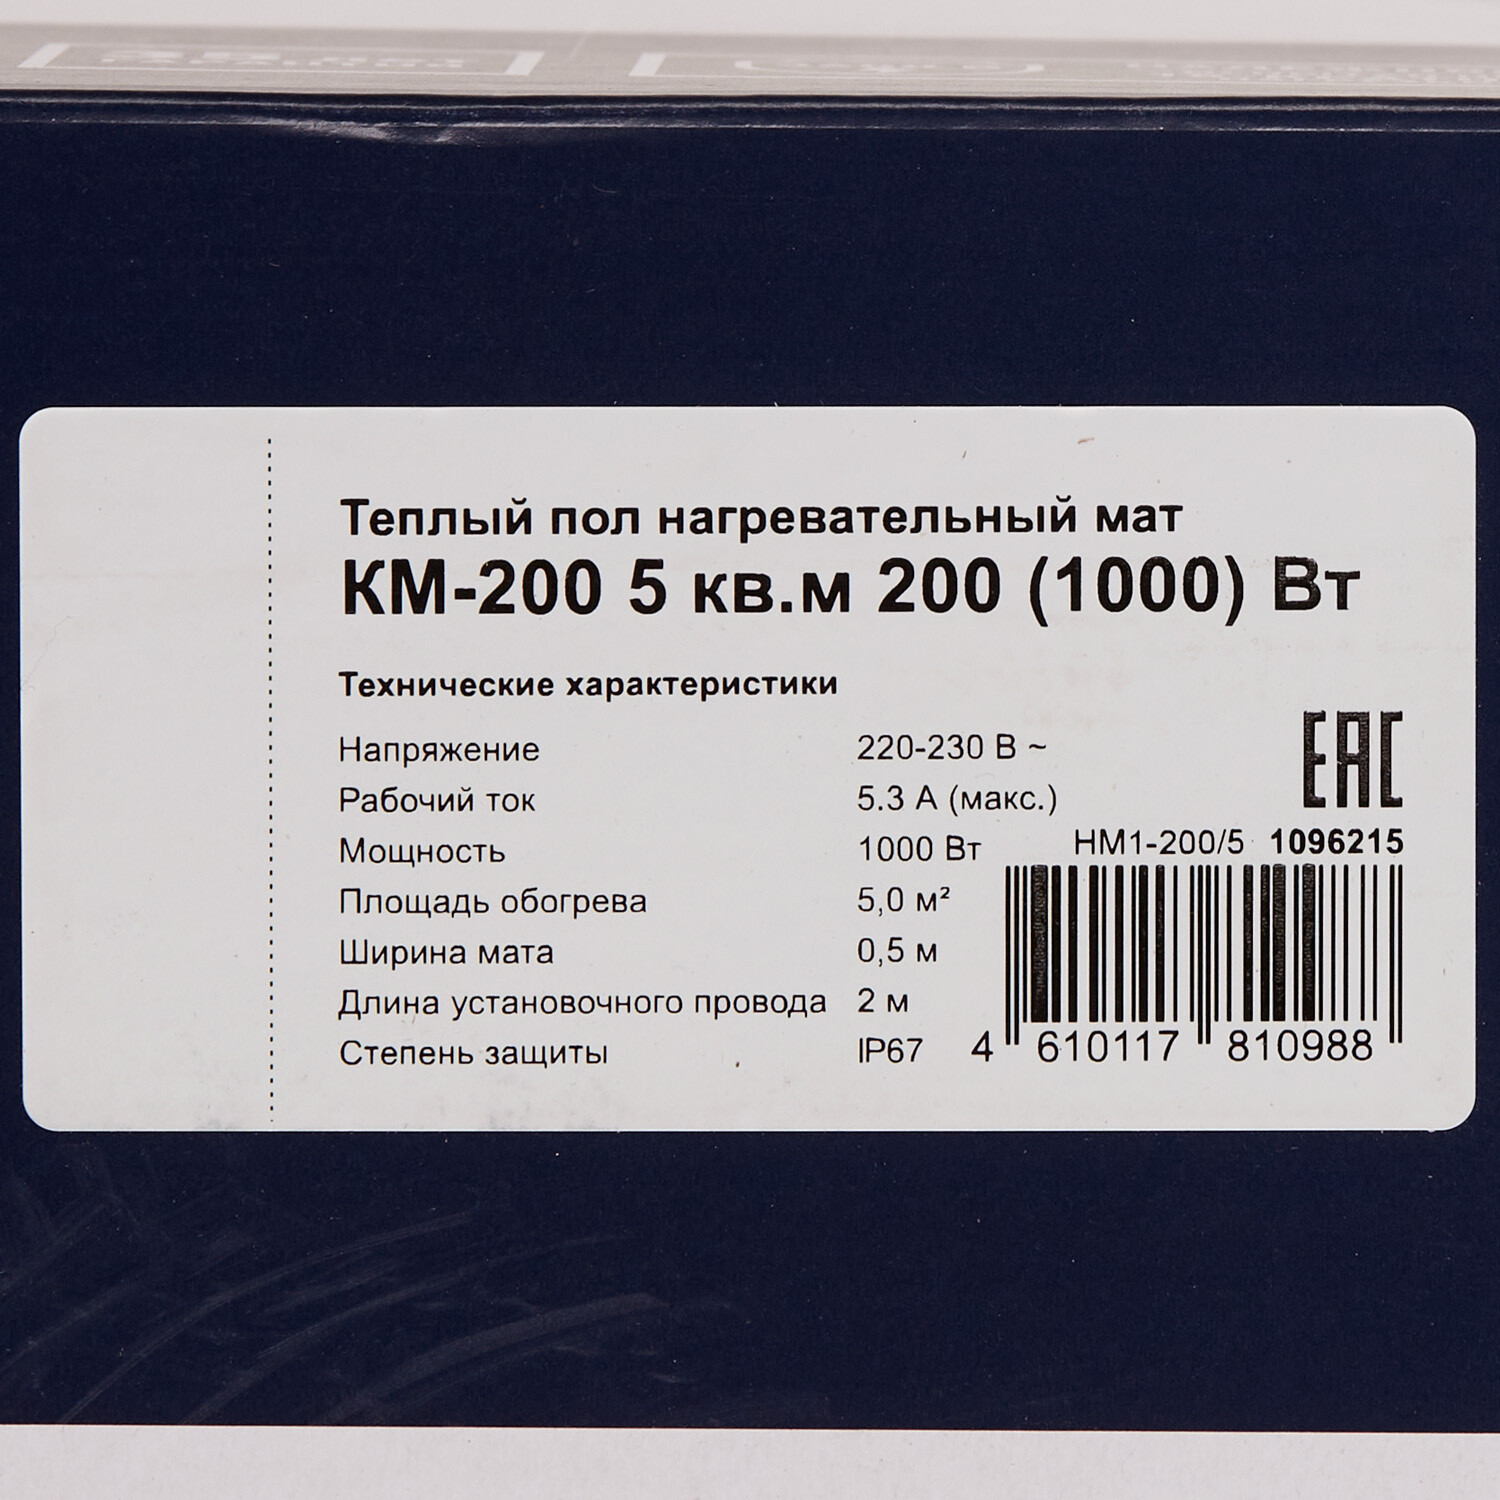 Теплый пол нагревательный мат
КМ-200 5 кв.м 200 (1000) Вт
Технические характеристики
Напряжение 220-230 В ~
Рабочий ток 5.3 А (макс.)
Мощность 1000 Вт
Площадь обогрева 5,0 м²
Ширина мата 0,5 м
Длина установочного провода 2 м
Степень защиты IP67
EAC
НМ1-200/5 1096215
4 610117 810988